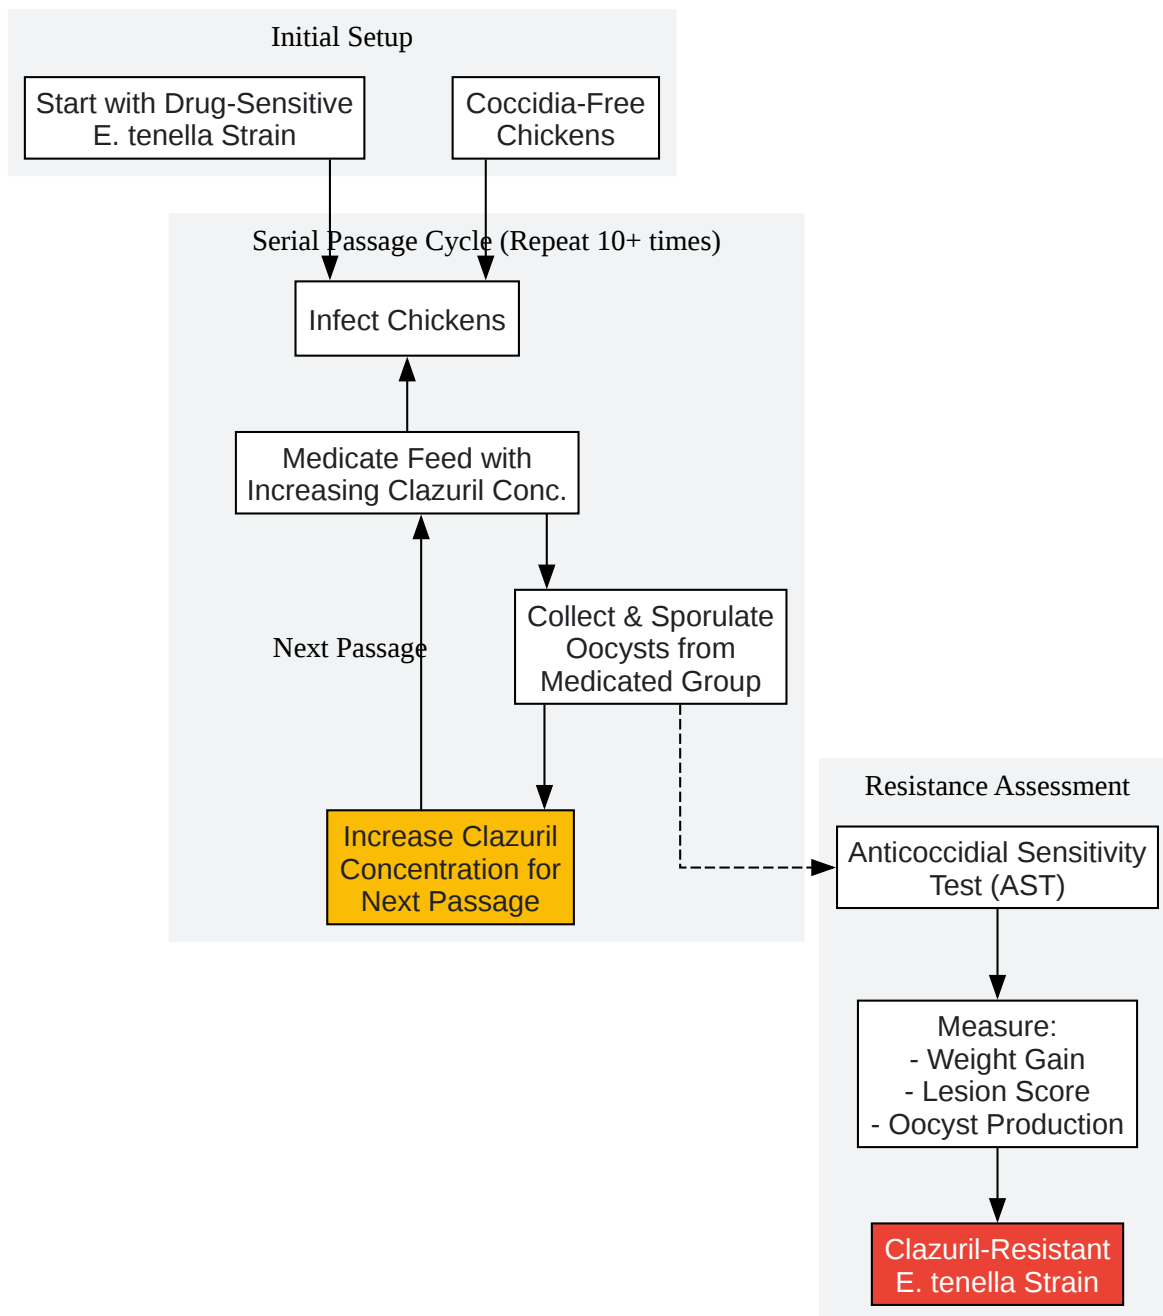 Initial Setup
Start with Drug-Sensitive
E. tenella Strain
Coccidia-Free
Chickens
Serial Passage Cycle (Repeat 10+ times)
Infect Chickens
Medicate Feed with
Increasing Clazuril Conc.
Collect & Sporulate
Oocysts from
Medicated Group
Next Passage
Increase Clazuril
Concentration for
Next Passage
Resistance Assessment
Anticoccidial Sensitivity
Test (AST)
Measure:
- Weight Gain
- Lesion Score
- Oocyst Production
Clazuril-Resistant
E. tenella Strain